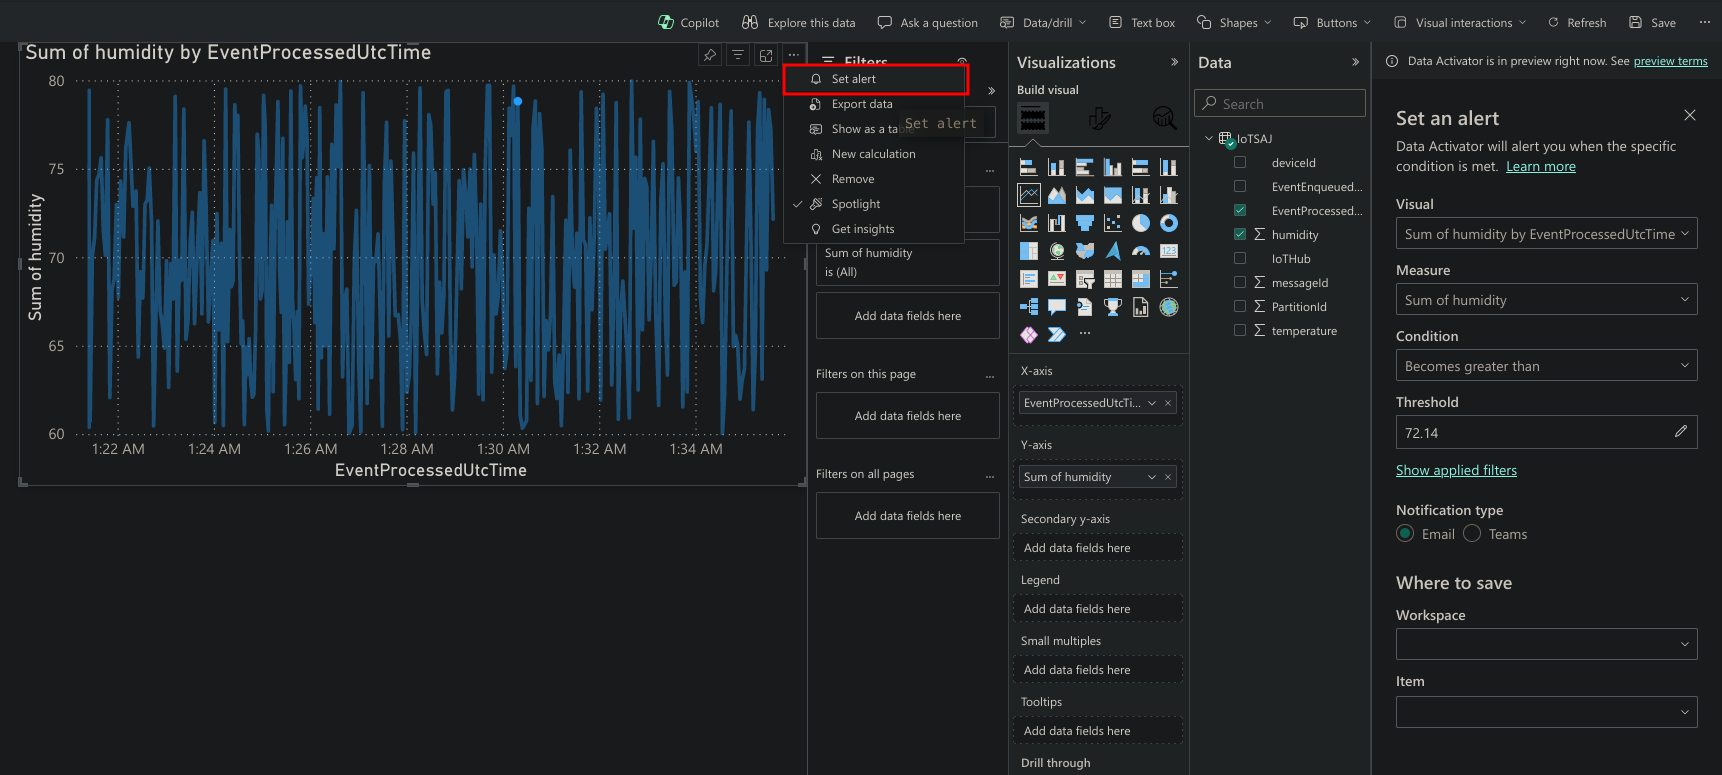 Copilot
Explore this data
Ask a question
Data/drill
Text box
Shapes
Buttons
Visual interactions
Refresh
Save
Sum of humidity by EventProcessedUtcTime
80
75
70
65
60
Sum of humidity
1:22 AM
1:24 AM
1:26 AM
1:28 AM
1:30 AM
1:32 AM
1:34 AM
EventProcessedUtcTime
Set alert
Export data
Show as a table
New calculation
Remove
Spotlight
Get insights
Set alert
Filters
Sum of humidity
is (All)
Add data fields here
Filters on this page
Add data fields here
Filters on all pages
Add data fields here
Visualizations
Build visual
123
X-axis
EventProcessedUtcTi...
Y-axis
Sum of humidity
Secondary y-axis
Add data fields here
Legend
Add data fields here
Small multiples
Add data fields here
Tooltips
Add data fields here
Drill through
Data
Search
IoTSAJ
deviceId
EventEnqueued...
EventProcessed...
humidity
IoTHub
messageId
PartitionId
temperature
Data Activator is in preview right now. See preview terms
Set an alert
Data Activator will alert you when the specific
condition is met. Learn more
Visual
Sum of humidity by EventProcessedUtcTime
Measure
Sum of humidity
Condition
Becomes greater than
Threshold
72.14
Show applied filters
Notification type
Email
Teams
Where to save
Workspace
Item